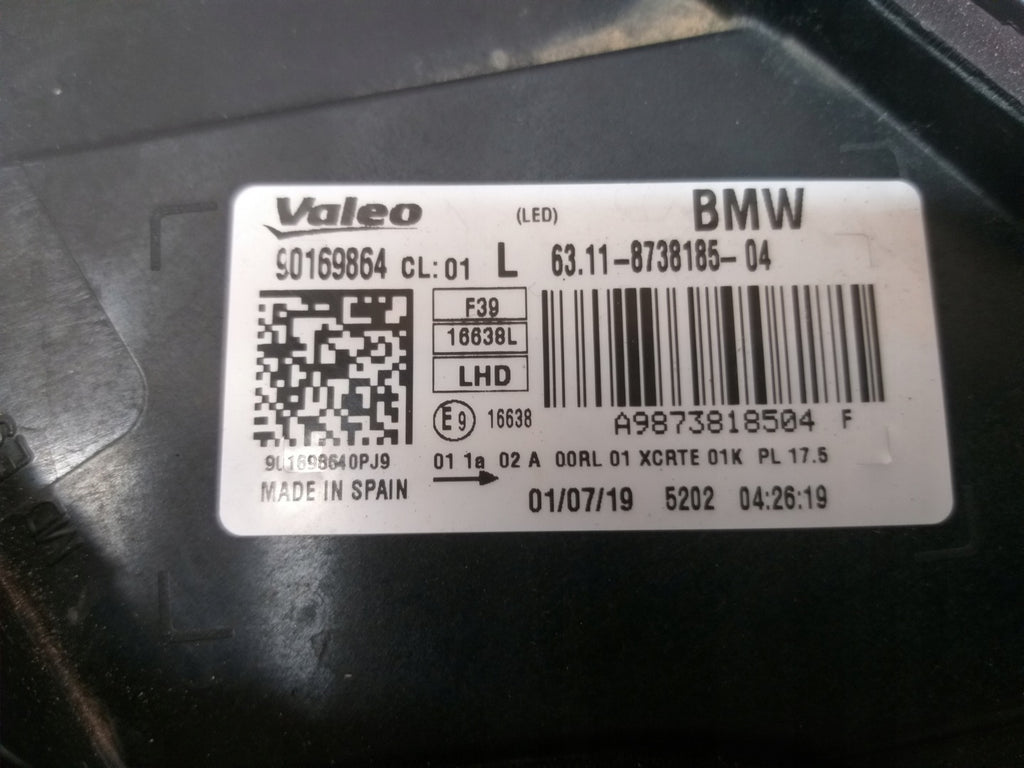 Valeo (LED) BMW
90169864 CL:01 L 63.11-8738185-04
F39
16638L
LHD
E9 16638
A9873818504 F
901698640PJ9 01 1a 02 A 00RL 01 XCRTE 01K PL 17.5
MADE IN SPAIN 01/07/19 5202 04:26:19